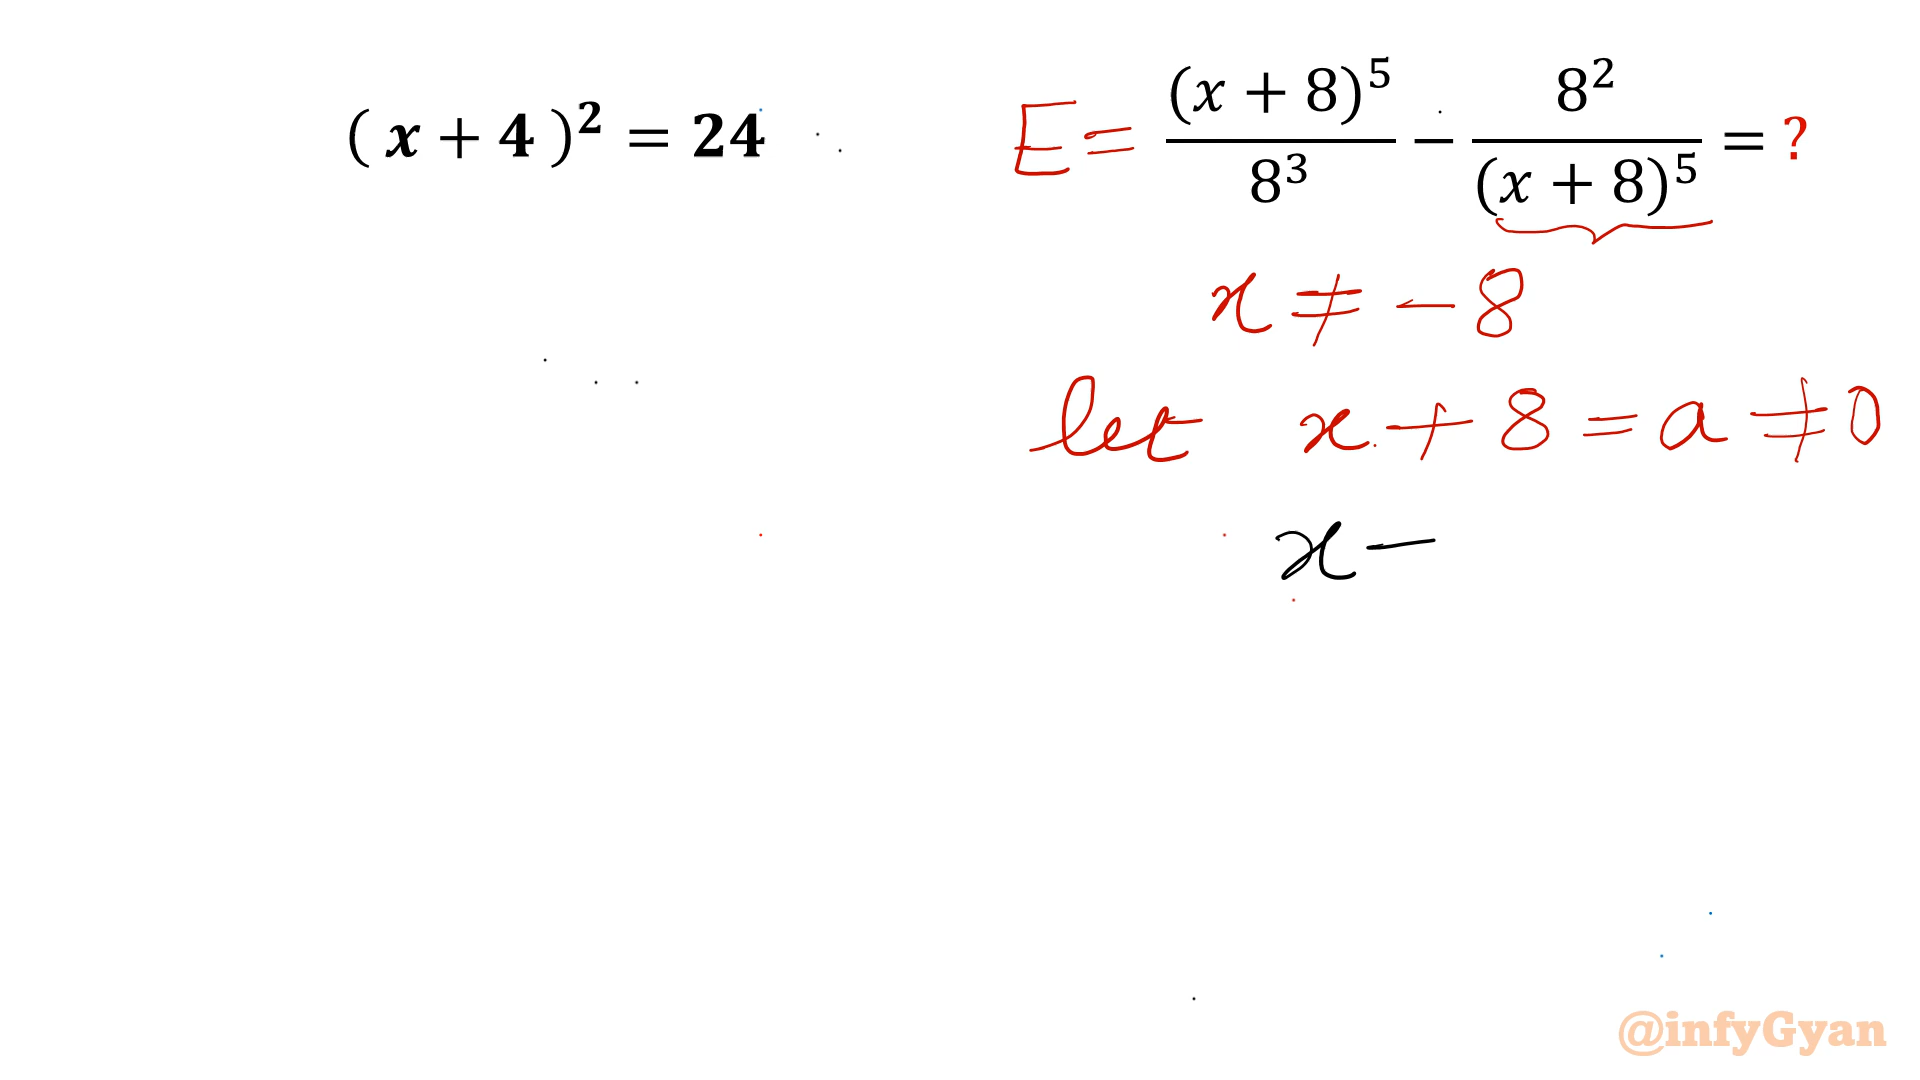 ( x + 4 )² = 24
E = (x + 8)⁵ / 8³ − 8² / (x + 8)⁵ = ?
x ≠ - 8
let x + 8 = a ≠ 0
x -
@infyGyan